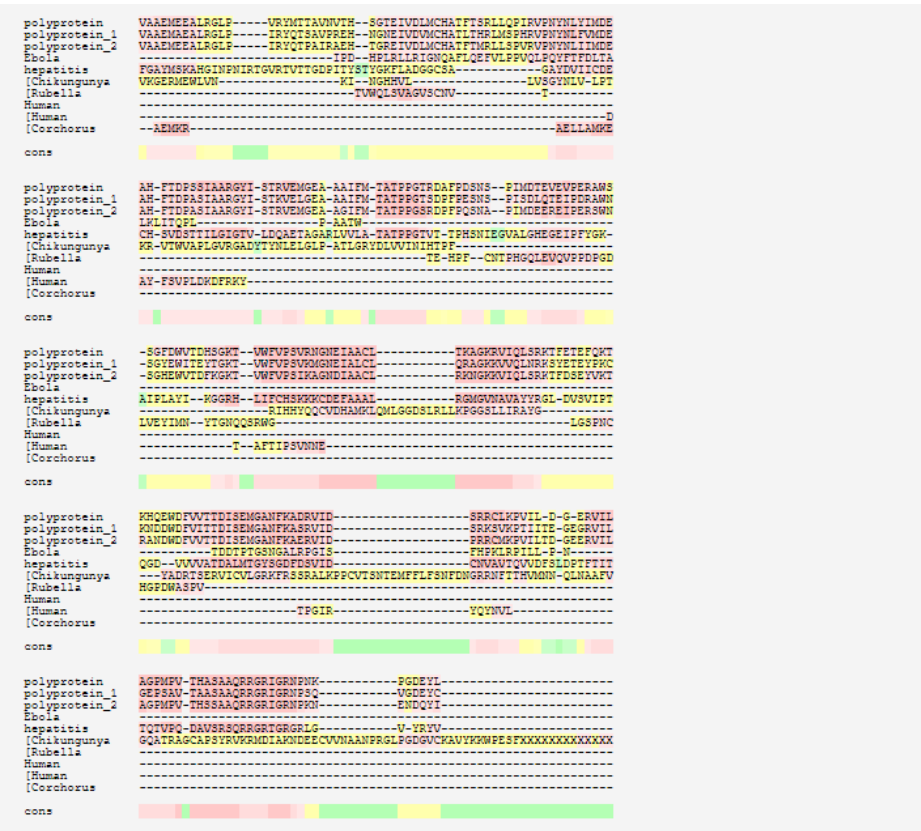 polyprotein VAAEMEEALRGLP-----VRYMTTAVNVTH--SGTEIVDLMCHATFTSRLLQPIRVPNYNLYIMDE
polyprotein_1 VAAEMAEALRGLP-----IRYQTSAVPREH---NGNEIVDVMCHATLTHRLMSPHRVPNYNLFVMDE
polyprotein_2 VAAEMEEALRGLP-----IRYQTPAIRAEH---TGREIVDLMCHATFTMRLLSPVRVPNYNLIIMDE
Ebola ----------------------------IPD--HPLRLLRIGNQAFLQEFVLPPVQLPQYFTFDLTA
hepatitis FGAYMSKAHGINPNIRTGVRTVTTGDPITYSTYGKFLADGGCSA------------GAYDVIICDE
[Chikungunya VKGERMEWLVN-----------------KI--NGHHVL----------------LVSGYNLV-LPT
[Rubella ------------------------------TVWQLSVAGVSCNV------------T---------
Human ------------------------------------------------------------------
[Human -----------------------------------------------------------------D
[Corchorus --AEMKR---------------------------------------------------AELLAMKE
cons
polyprotein AH-FTDPSSIAARGYI-STRVEMGEA-AAIFM-TATPPGTRDAFPDSNS--PIMDTEVEVPERAWS
polyprotein_1 AH-FTDPASIAARGYI-STKVELGEA-AAIFM-TATPPGTSDPFPESNS--PISDLQTEIPDRAWN
polyprotein_2 AH-FTDPASIAARGYI-STRVEMGEA-AGIFM-TATPPGSRDPFPQSNA--PIMDEEREIPERSWN
Ebola LKLITQPL-----------------P-AATW-----------------------------------
hepatitis CH-SVDSTTILGIGTV-LDQAETAGARLVVLA-TATPPGTVT-TPHSNIEGVALGHEGEIPFYGK-
[Chikungunya KR-VTWVAPLGVRGADYTYNLELGLP-ATLGRYDLVVINIHTPF----------------------
[Rubella ----------------------------------------TE-HPF--CNTPHGQLEVQVPPDPGD
Human ------------------------------------------------------------------
[Human AY-FSVPLDKDFRKY---------------------------------------------------
[Corchorus ------------------------------------------------------------------
cons
polyprotein -SGFDWVTDHSGKT--VWFVPSVRNGNEIAACL-----------TKAGKRVIQLSRKTFETEFQKT
polyprotein_1 -SGYEWITEYTGKT--VWFVPSVKMGNEIALCL-----------QRAGKKVVQLNRKSYETEYPKC
polyprotein_2 -SGHEWVTDFKGKT--VWFVPSIKAGNDIAACL-----------RKNGKKVIQLSRKTFDSEYVKT
Ebola ------------------------------------------------------------------
hepatitis AIPLAYI--KGGRH--LIFCHSKKKCDEFAAAL-----------RGMGVNAVAYYRGL-DVSVIPT
[Chikungunya ------------------RIHHYQQCVDHAMKLQMLGGDSLRLLKPGGSLLIRAYG----------
[Rubella LVEYIMN--YTGNQQSRWG-----------------------------------------LGSPNC
Human ------------------------------------------------------------------
[Human -------------T--AFTIPSVNNE----------------------------------------
[Corchorus ------------------------------------------------------------------
cons
polyprotein KHQEWDFVVTTDISEMGANFKADRVID-------------------SRRCLKPVIL-D-G-ERVIL
polyprotein_1 KNDDWDFVITTDISEMGANFKASRVID-------------------SRKSVKPTIITE-GEGRVIL
polyprotein_2 RANDWDFVVTTDISEMGANFKAERVID-------------------PRRCMKPVILTD-GEERVIL
Ebola ----------TDDTPTGSNGALRPGIS-------------------FHPKLRPILL-P-N------
hepatitis QGD--VVVVATDALMTGYSGDFDSVID-------------------CNVAVTQVVDFSLDPTFTIT
[Chikungunya ---YADRTSERVICVLGRKFRSSRALKPPCVTSNTEMFFLFSNFDNGRRNFTTHVMNN-QLNAAFV
[Rubella HGPDWASPV---------------------------------------------------------
Human ------------------------------------------------------------------
[Human ----------------------TPGIR-------------------YQYNVL--------------
[Corchorus ------------------------------------------------------------------
cons
polyprotein AGPMPV-THASAAQRRGRIGRNPNK-----------PGDEYL------------------------
polyprotein_1 GEPSAV-TAASAAQRRGRIGRNPSQ-----------VGDEYC------------------------
polyprotein_2 AGPMPV-THSSAAQRRGRIGRNPKN-----------ENDQYI------------------------
Ebola ------------------------------------------------------------------
hepatitis TQTVPQ-DAVSRSQRRGRTGRGRLG-----------V-YRYV------------------------
[Chikungunya GQATRAGCAPSYRVKRMDIAKNDEECVVNAANPRGLPGDGVCKAVYKKWPESFXXXXXXXXXXXXX
[Rubella ------------------------------------------------------------------
Human ------------------------------------------------------------------
[Human ------------------------------------------------------------------
[Corchorus ------------------------------------------------------------------
cons